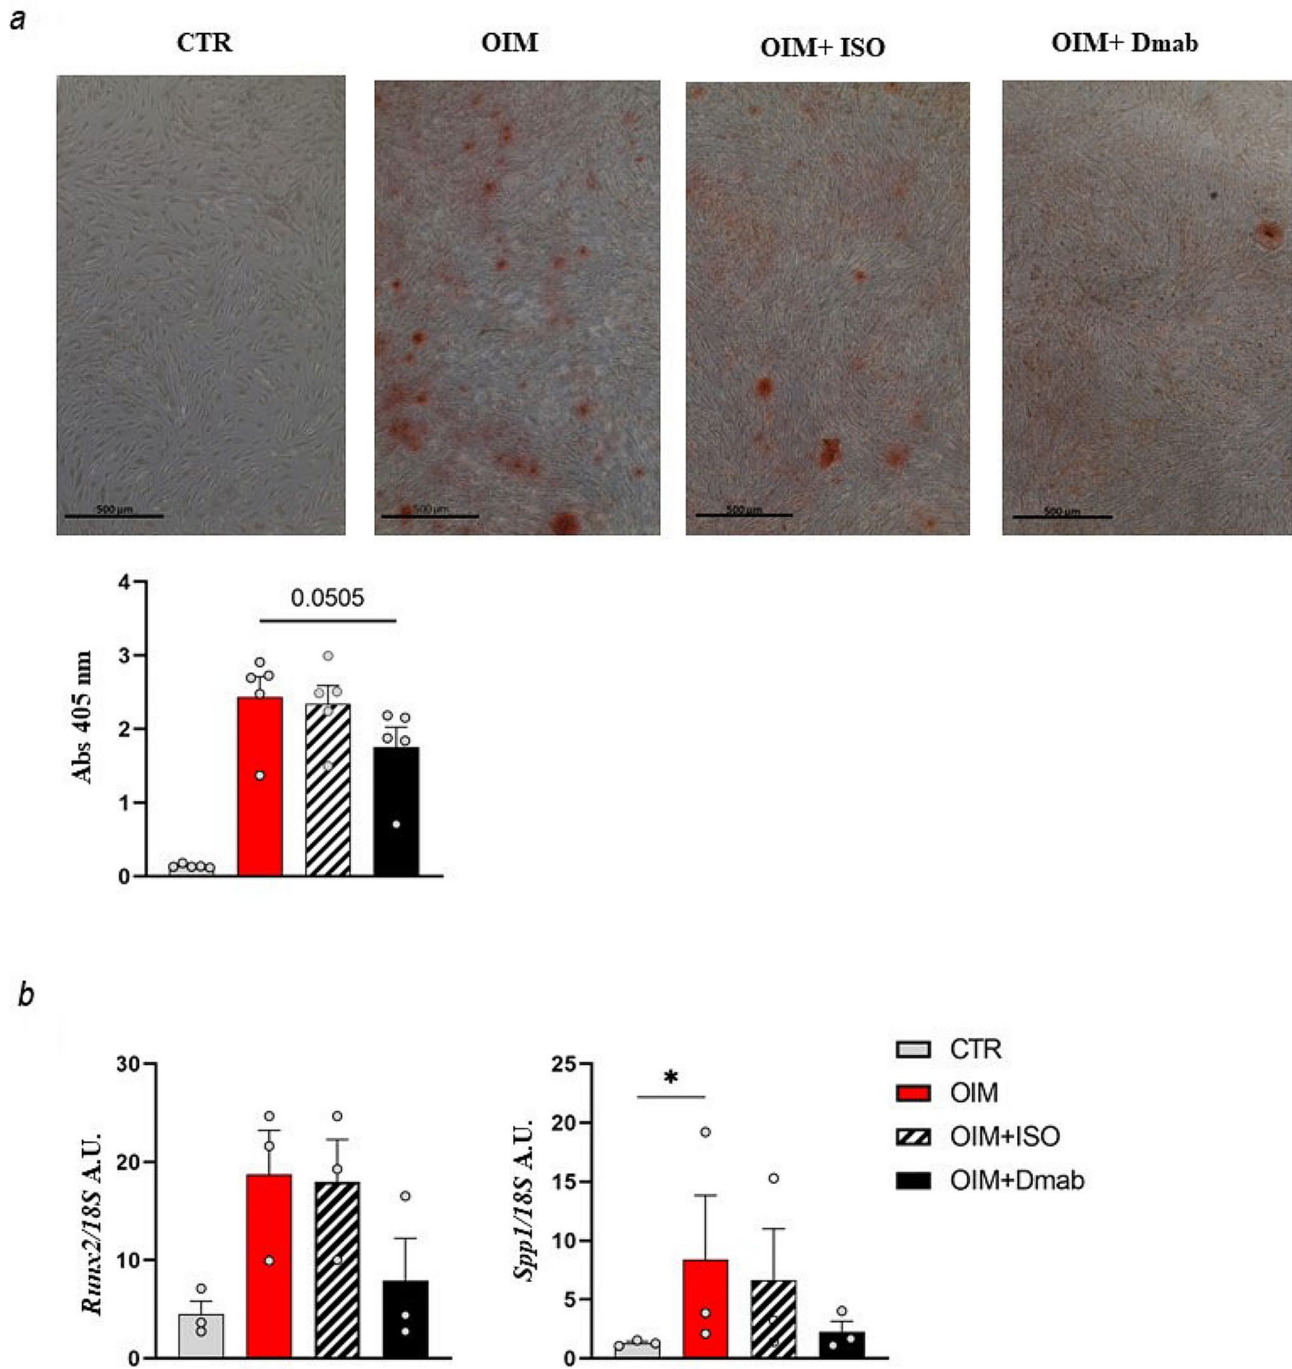 a
CTR
OIM
OIM+ ISO
OIM+ Dmab
500 µm
500 µm
500 µm
500 µm
4
3
2
1
0
Abs 405 nm
0.0505
b
30
20
10
0
Runx2/18S A.U.
25
20
15
10
5
0
Spp1/18S A.U.
*
CTR
OIM
OIM+ISO
OIM+Dmab